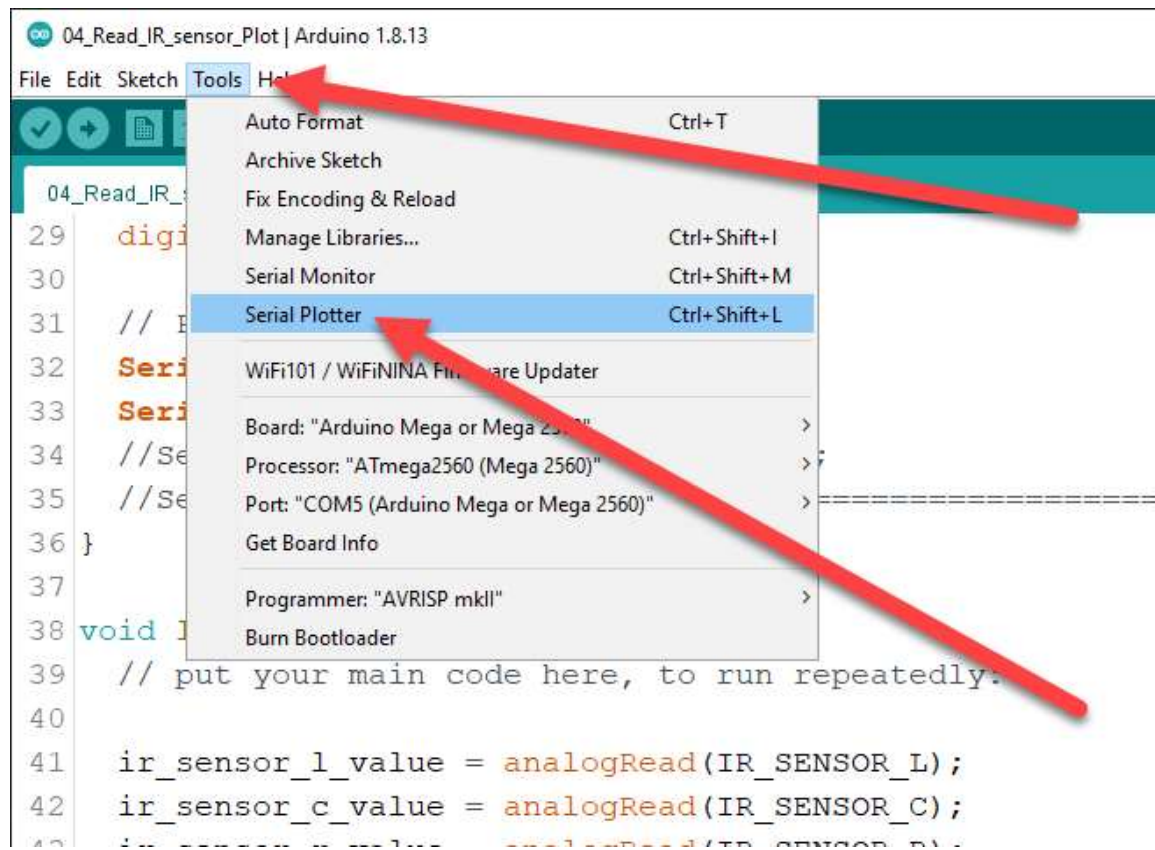 04_Read_IR_sensor_Plot | Arduino 1.8.13
File Edit Sketch Tools
Auto Format Ctrl+T
Archive Sketch
04_Read_IR_
Fix Encoding & Reload
29 digi
Manage Libraries... Ctrl+Shift+I
30
Serial Monitor Ctrl+Shift+M
31 //
Serial Plotter Ctrl+Shift+L
32 Seri
WiFi101 / WiFiNINA Updater
33 Seri
Board: "Arduino Mega or Mega
34 //Se ;
Processor: "ATmega2560 (Mega 2560)"
35 //Se ====================
Port: "COM5 (Arduino Mega or Mega 2560)"
36 }
Get Board Info
37
Programmer: "AVRISP mkII"
38 void
Burn Bootloader
39 // put your main code here, to run repeatedly:
40
41 ir_sensor_l_value = analogRead(IR_SENSOR_L);
42 ir_sensor_c_value = analogRead(IR_SENSOR_C);